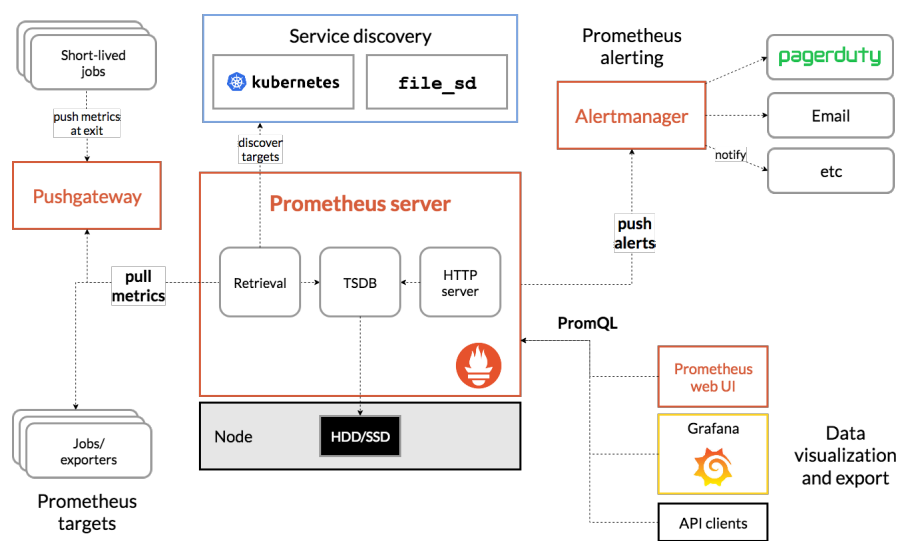 Short-lived
jobs
Service discovery
kubernetes
file_sd
Prometheus
alerting
pagerduty
Alertmanager
Email
notify
etc
push metrics
at exit
discover
targets
Pushgateway
Prometheus server
push
alerts
pull
metrics
Retrieval
TSDB
HTTP
server
PromQL
Prometheus
web UI
Node
HDD/SSD
Grafana
Jobs/
exporters
Data
visualization
and export
Prometheus
targets
API clients